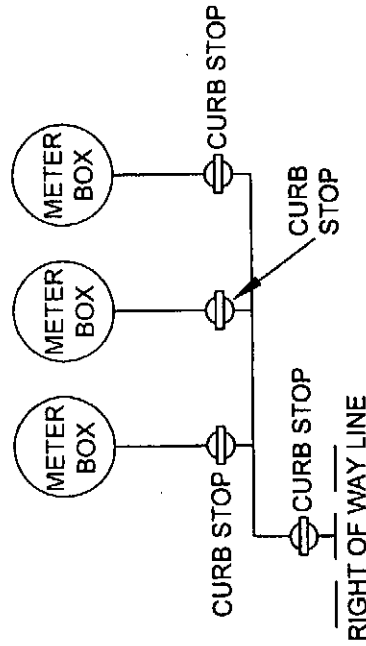 METER
BOX
METER
BOX
METER
BOX
CURB STOP
CURB
STOP
CURB STOP
CURB STOP
RIGHT OF WAY LINE